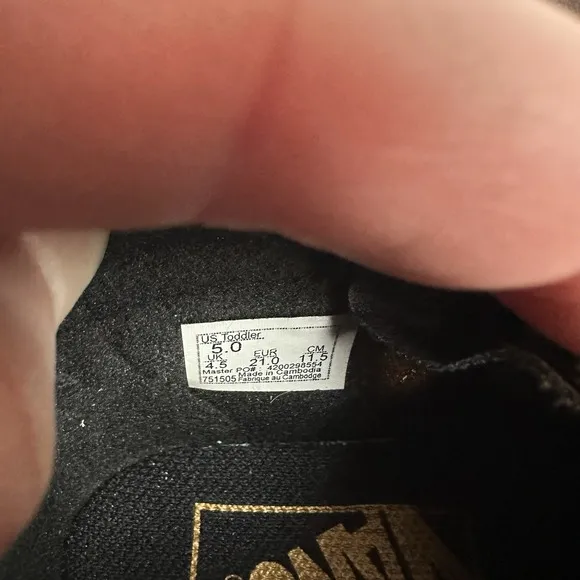 US Toddler
5.0
UK EUR CM
4.5 21.0 11.5
Master PO# : 4200298554
Made in Cambodia
751505 Fabrique au Cambodge